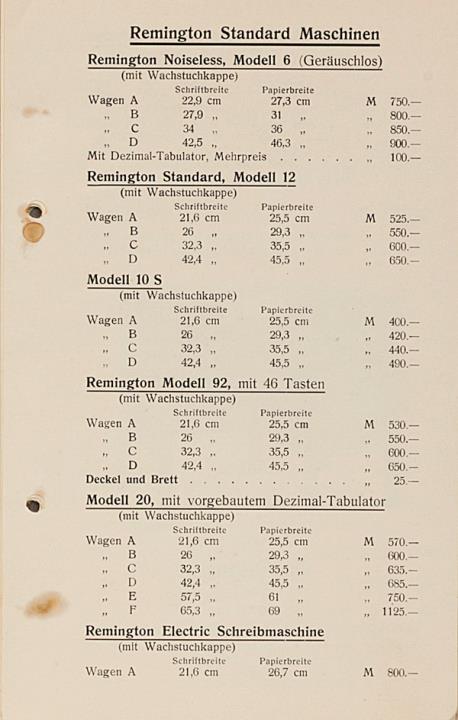 Remington Standard Maschinen
Remington Noiseless, Modell 6 (Geräuschlos)
(mit Wachstuchkappe)
Schriftbreite Papierbreite
Wagen A 22,9 cm 27,3 cm M 750.—
„ B 27,9 „ 31 „ „ 800.—
„ C 34 „ 36 „ „ 850.—
„ D 42,5 „ 46,3 „ „ 900.—
Mit Dezimal-Tabulator, Mehrpreis . . . . . . „ 100.—
Remington Standard, Modell 12
(mit Wachstuchkappe)
Schriftbreite Papierbreite
Wagen A 21,6 cm 25,5 cm M 525.—
„ B 26 „ 29,3 „ „ 550.—
„ C 32,3 „ 35,5 „ „ 600.—
„ D 42,4 „ 45,5 „ „ 650.—
Modell 10 S
(mit Wachstuchkappe)
Schriftbreite Papierbreite
Wagen A 21,6 cm 25,5 cm M 400.—
„ B 26 „ 29,3 „ „ 420.—
„ C 32,3 „ 35,5 „ „ 440.—
„ D 42,4 „ 45,5 „ „ 490.—
Remington Modell 92, mit 46 Tasten
(mit Wachstuchkappe)
Schriftbreite Papierbreite
Wagen A 21,6 cm 25,5 cm M 530.—
„ B 26 „ 29,3 „ „ 550.—
„ C 32,3 „ 35,5 „ „ 600.—
„ D 42,4 „ 45,5 „ „ 650.—
Deckel und Brett . . . . . . . . . . . . „ 25.—
Modell 20, mit vorgebautem Dezimal-Tabulator
(mit Wachstuchkappe)
Schriftbreite Papierbreite
Wagen A 21,6 cm 25,5 cm M 570.—
„ B 26 „ 29,3 „ „ 600.—
„ C 32,3 „ 35,5 „ „ 635.—
„ D 42,4 „ 45,5 „ „ 685.—
„ E 57,5 „ 61 „ „ 750.—
„ F 65,3 „ 69 „ „ 1125.—
Remington Electric Schreibmaschine
(mit Wachstuchkappe)
Schriftbreite Papierbreite
Wagen A 21,6 cm 26,7 cm M 800.—